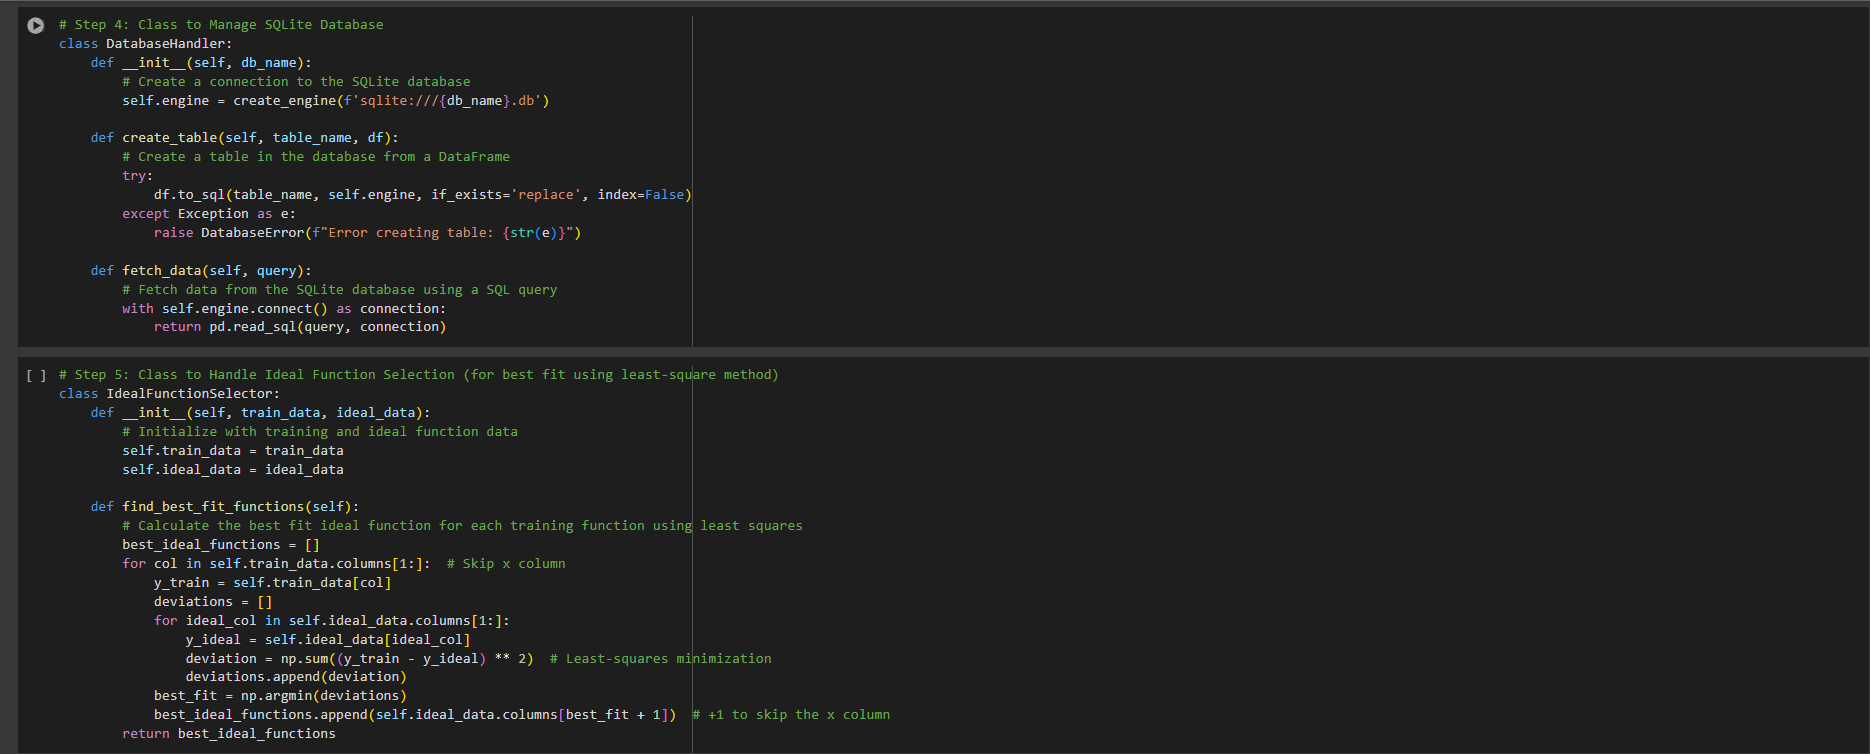 # Step 4: Class to Manage SQLite Database
class DatabaseHandler:
    def __init__(self, db_name):
        # Create a connection to the SQLite database
        self.engine = create_engine(f'sqlite:///{db_name}.db')

    def create_table(self, table_name, df):
        # Create a table in the database from a DataFrame
        try:
            df.to_sql(table_name, self.engine, if_exists='replace', index=False)
        except Exception as e:
            raise DatabaseError(f"Error creating table: {str(e)}")

    def fetch_data(self, query):
        # Fetch data from the SQLite database using a SQL query
        with self.engine.connect() as connection:
            return pd.read_sql(query, connection)

[ ] # Step 5: Class to Handle Ideal Function Selection (for best fit using least-square method)
class IdealFunctionSelector:
    def __init__(self, train_data, ideal_data):
        # Initialize with training and ideal function data
        self.train_data = train_data
        self.ideal_data = ideal_data

    def find_best_fit_functions(self):
        # Calculate the best fit ideal function for each training function using least squares
        best_ideal_functions = []
        for col in self.train_data.columns[1:]:  # Skip x column
            y_train = self.train_data[col]
            deviations = []
            for ideal_col in self.ideal_data.columns[1:]:
                y_ideal = self.ideal_data[ideal_col]
                deviation = np.sum((y_train - y_ideal) ** 2)  # Least-squares minimization
                deviations.append(deviation)
            best_fit = np.argmin(deviations)
            best_ideal_functions.append(self.ideal_data.columns[best_fit + 1])  # +1 to skip the x column
        return best_ideal_functions